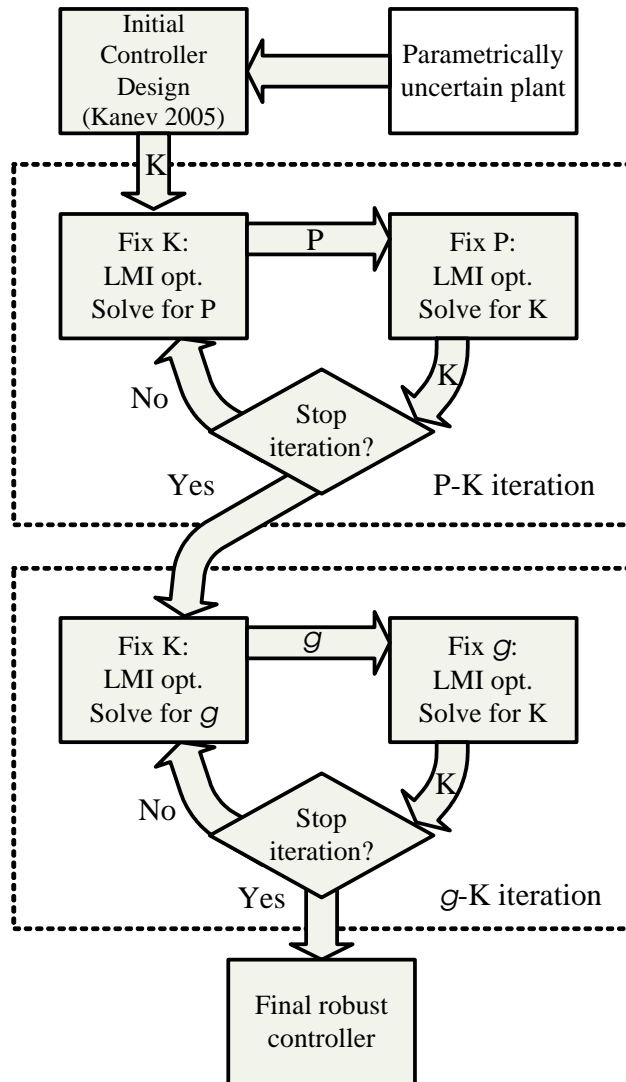 Initial
Controller
Design
(Kanev 2005)
Parametrically
uncertain plant
K
Fix K:
LMI opt.
Solve for P
P
Fix P:
LMI opt.
Solve for K
K
No
Stop
iteration?
Yes
P-K iteration
Fix K:
LMI opt.
Solve for g
g
Fix g:
LMI opt.
Solve for K
K
No
Stop
iteration?
Yes
g-K iteration
Final robust
controller